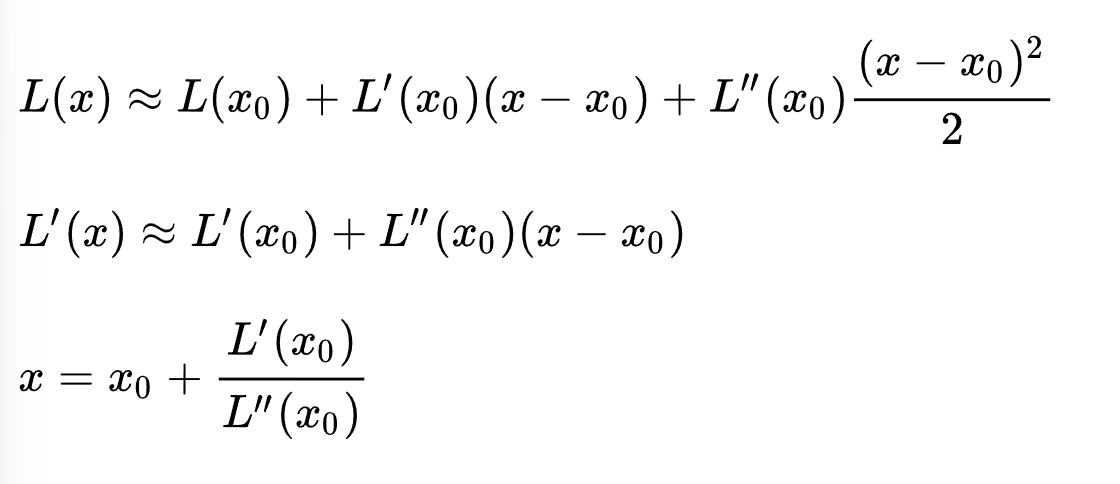 L(x) ≈ L(x₀) + L′(x₀)(x − x₀) + L″(x₀) (x − x₀)²/2
L′(x) ≈ L′(x₀) + L″(x₀)(x − x₀)
x = x₀ + L′(x₀)/L″(x₀)